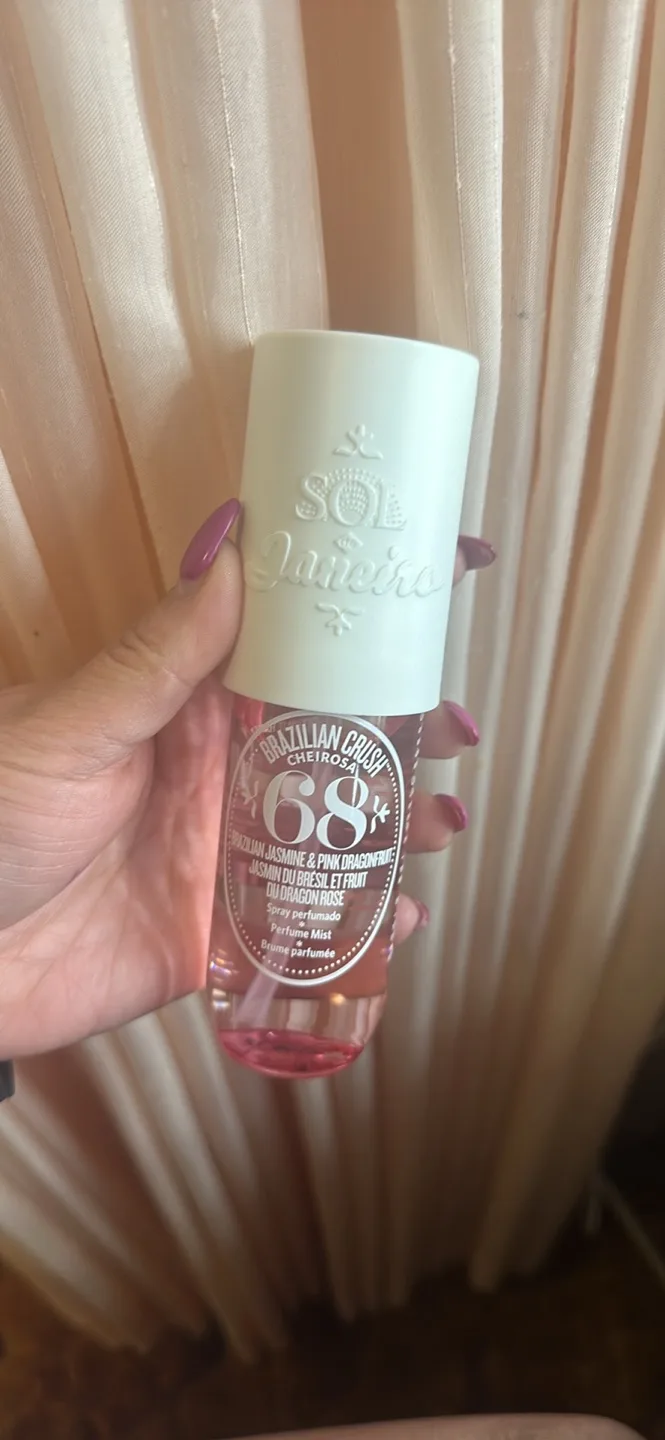 SOL
de
Janeiro
BRAZILIAN CRUSH
CHEIROSA
68
BRAZILIAN JASMINE & PINK DRAGONFRUIT
JASMIN DU BRÉSIL ET FRUIT
DU DRAGON ROSE
Spray perfumado
Perfume Mist
Brume parfumée